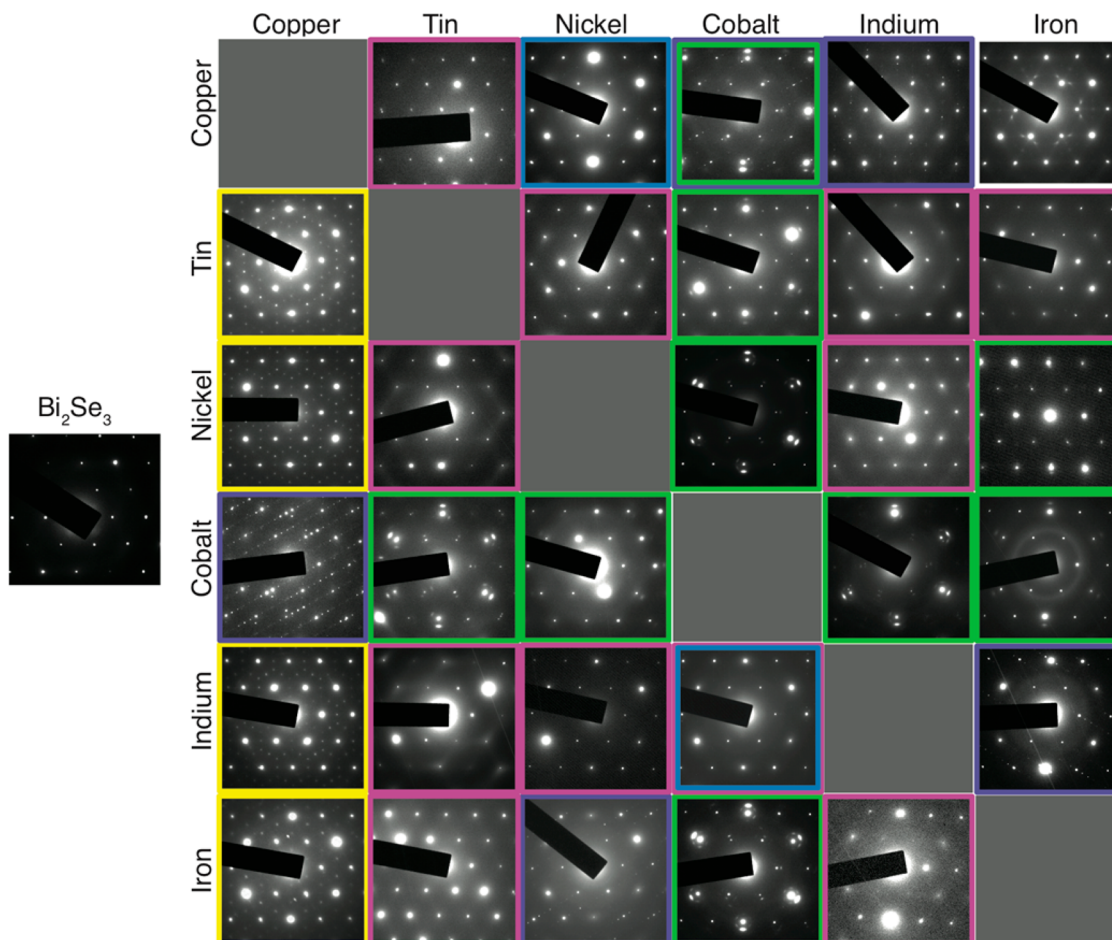 Copper Tin Nickel Cobalt Indium Iron
Copper
Tin
Nickel
Bi₂Se₃
Cobalt
Indium
Iron